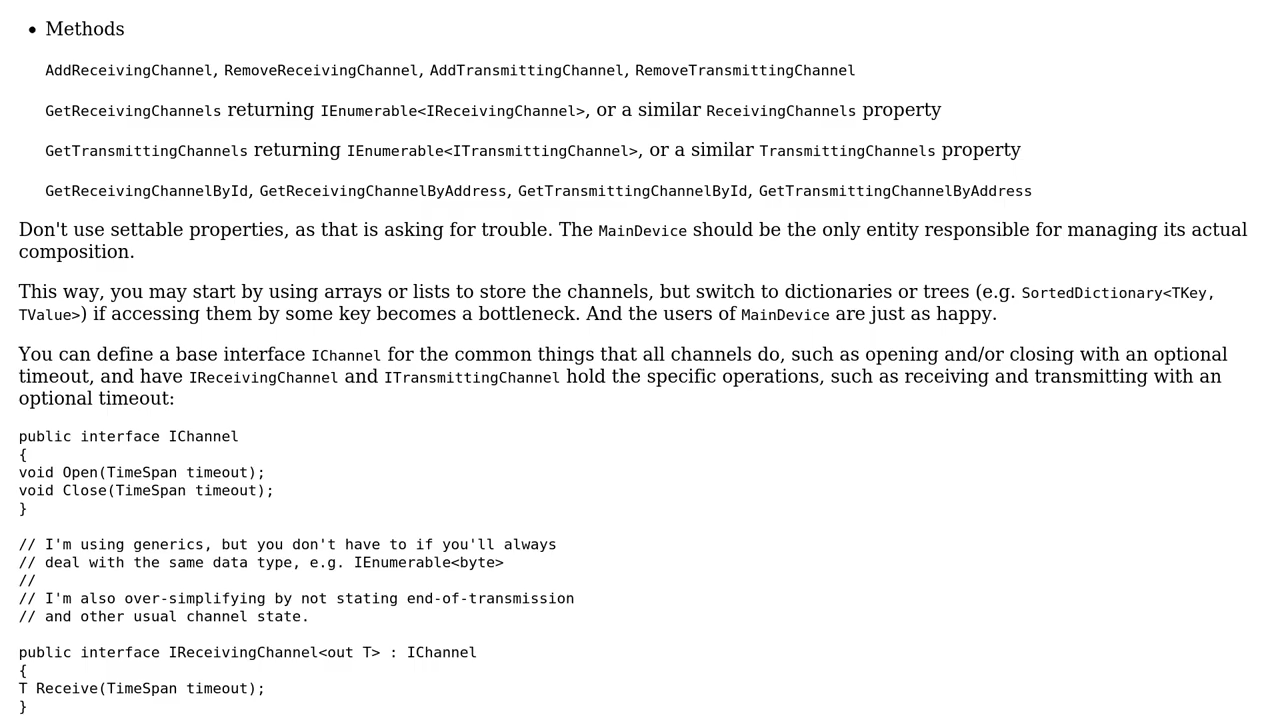 • Methods
AddReceivingChannel, RemoveReceivingChannel, AddTransmittingChannel, RemoveTransmittingChannel
GetReceivingChannels returning IEnumerable<IReceivingChannel>, or a similar ReceivingChannels property
GetTransmittingChannels returning IEnumerable<ITransmittingChannel>, or a similar TransmittingChannels property
GetReceivingChannelById, GetReceivingChannelByAddress, GetTransmittingChannelById, GetTransmittingChannelByAddress
Don't use settable properties, as that is asking for trouble. The MainDevice should be the only entity responsible for managing its actual
composition.
This way, you may start by using arrays or lists to store the channels, but switch to dictionaries or trees (e.g. SortedDictionary<TKey,
TValue>) if accessing them by some key becomes a bottleneck. And the users of MainDevice are just as happy.
You can define a base interface IChannel for the common things that all channels do, such as opening and/or closing with an optional
timeout, and have IReceivingChannel and ITransmittingChannel hold the specific operations, such as receiving and transmitting with an
optional timeout:
public interface IChannel
{
void Open(TimeSpan timeout);
void Close(TimeSpan timeout);
}
// I'm using generics, but you don't have to if you'll always
// deal with the same data type, e.g. IEnumerable<byte>
//
// I'm also over-simplifying by not stating end-of-transmission
// and other usual channel state.
public interface IReceivingChannel<out T> : IChannel
{
T Receive(TimeSpan timeout);
}